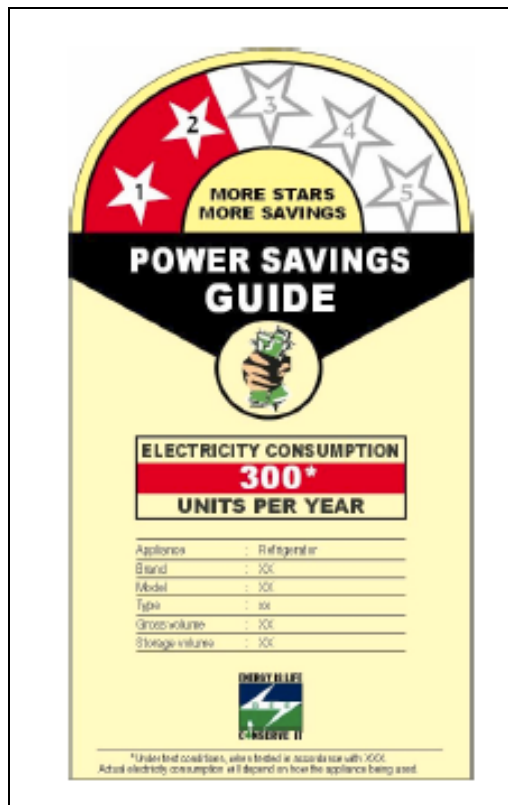 1
2
3
4
5
MORE STARS
MORE SAVINGS
POWER SAVINGS
GUIDE
ELECTRICITY CONSUMPTION
300*
UNITS PER YEAR
Appliance : Refrigerator
Brand : XX
Model : XX
Type : xx
Gross volume : XX
Storage volume : XX
ENERGY IS LIFE
CONSERVE IT
*Under test conditions, when tested in accordance with XXX.
Actual electricity consumption will depend on how the appliance being used.